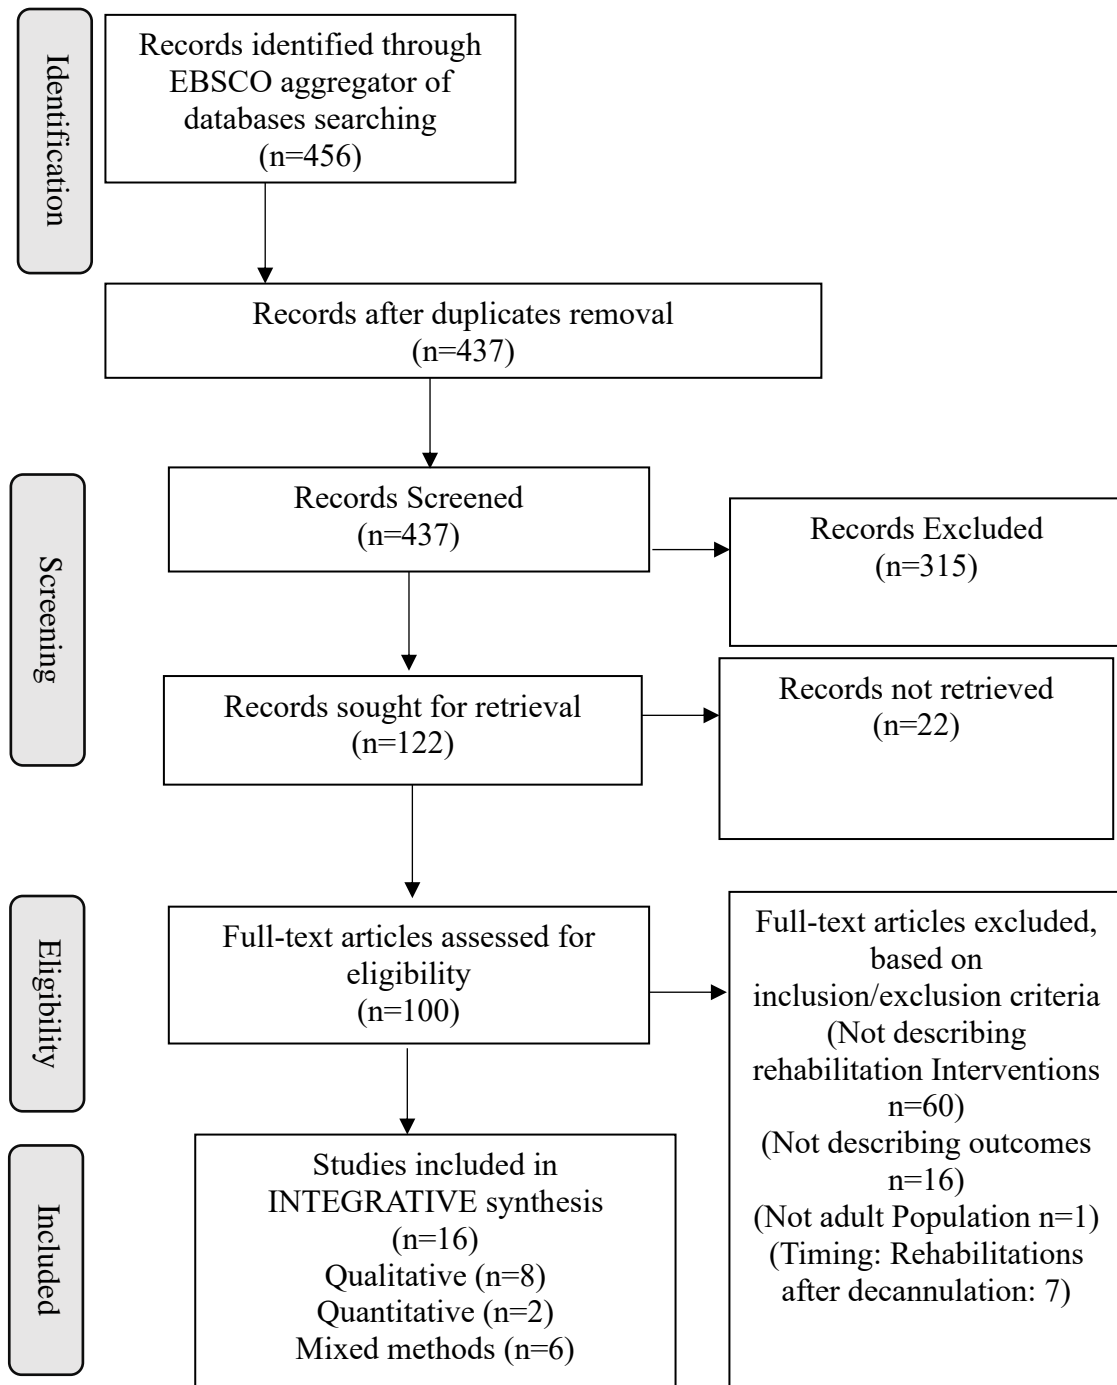 Identification
Records identified through
EBSCO aggregator of
databases searching
(n=456)
Records after duplicates removal
(n=437)
Screening
Records Screened
(n=437)
Records Excluded
(n=315)
Records sought for retrieval
(n=122)
Records not retrieved
(n=22)
Eligibility
Full-text articles assessed for
eligibility
(n=100)
Full-text articles excluded,
based on
inclusion/exclusion criteria
(Not describing
rehabilitation Interventions
n=60)
(Not describing outcomes
n=16)
(Not adult Population n=1)
(Timing: Rehabilitations
after decannulation: 7)
Included
Studies included in
INTEGRATIVE synthesis
(n=16)
Qualitative (n=8)
Quantitative (n=2)
Mixed methods (n=6)